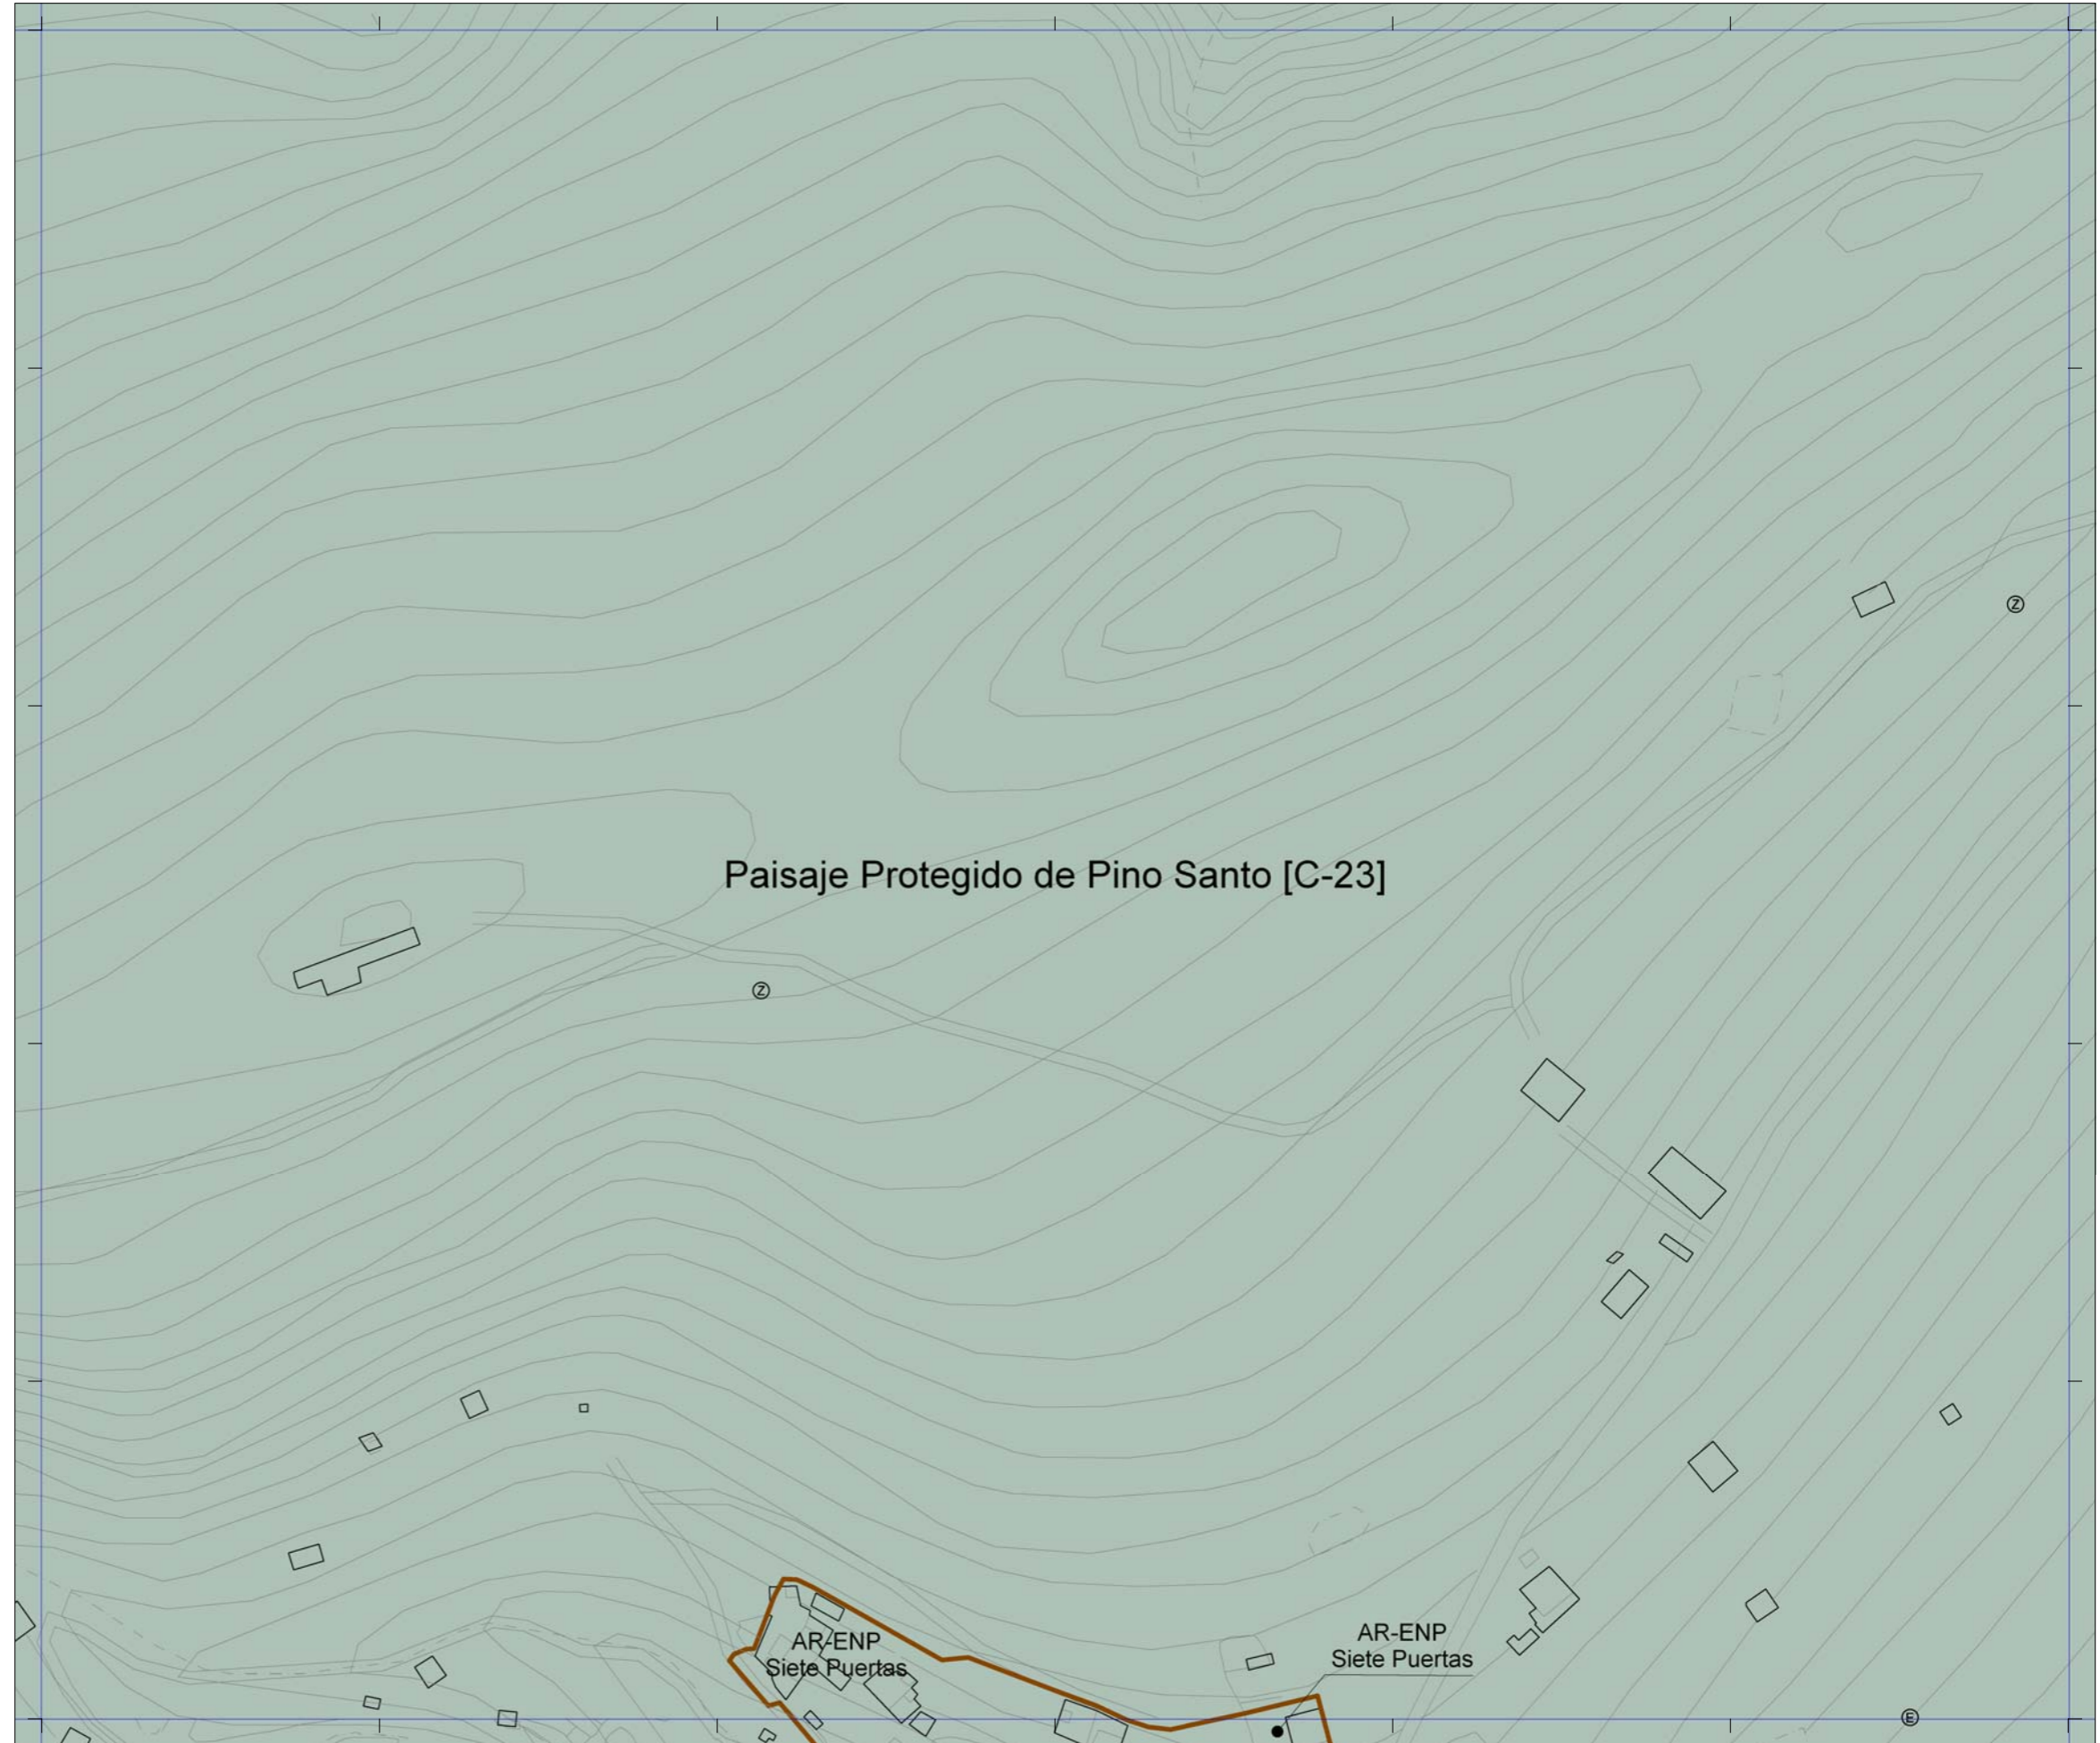 Z
Paisaje Protegido de Pino Santo [C-23]
Z
AR-ENP
Siete Puertas
AR-ENP
Siete Puertas
E